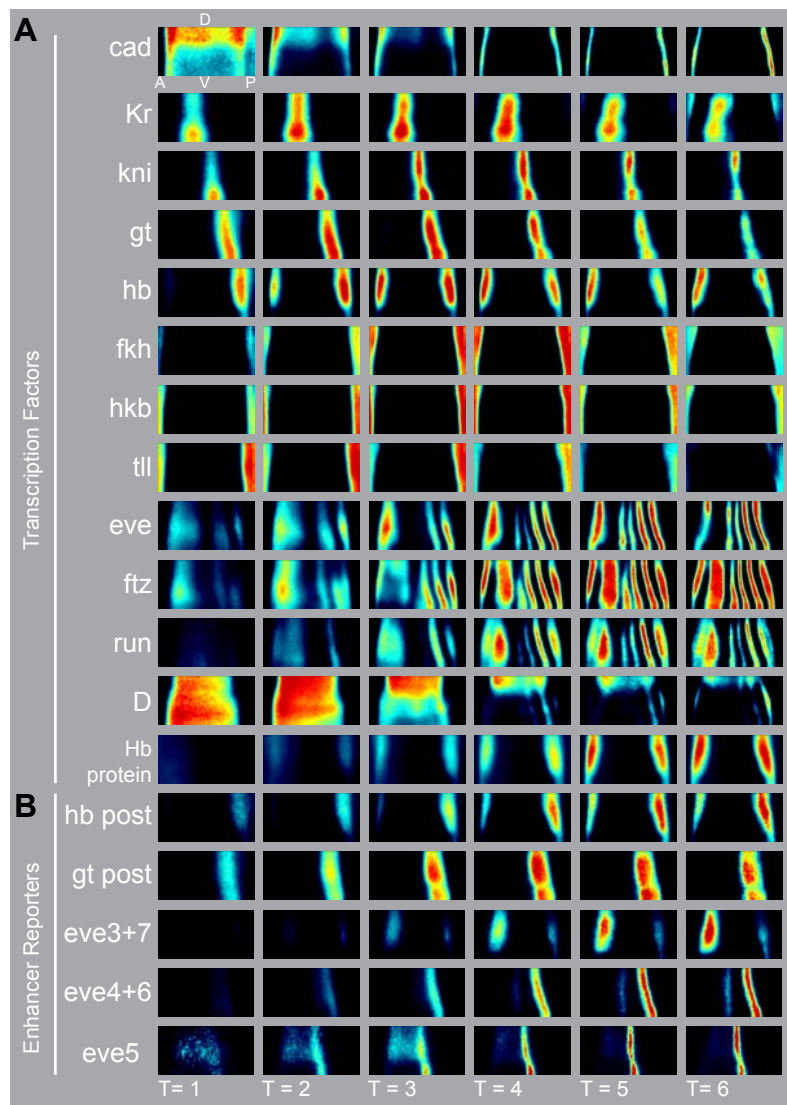 A
D
cad
A V P
Kr
kni
gt
hb
fkh
hkb
tll
eve
ftz
run
D
Hb
protein
Transcription Factors
B
hb post
gt post
eve3+7
eve4+6
eve5
Enhancer Reporters
T= 1 T = 2 T = 3 T = 4 T = 5 T= 6